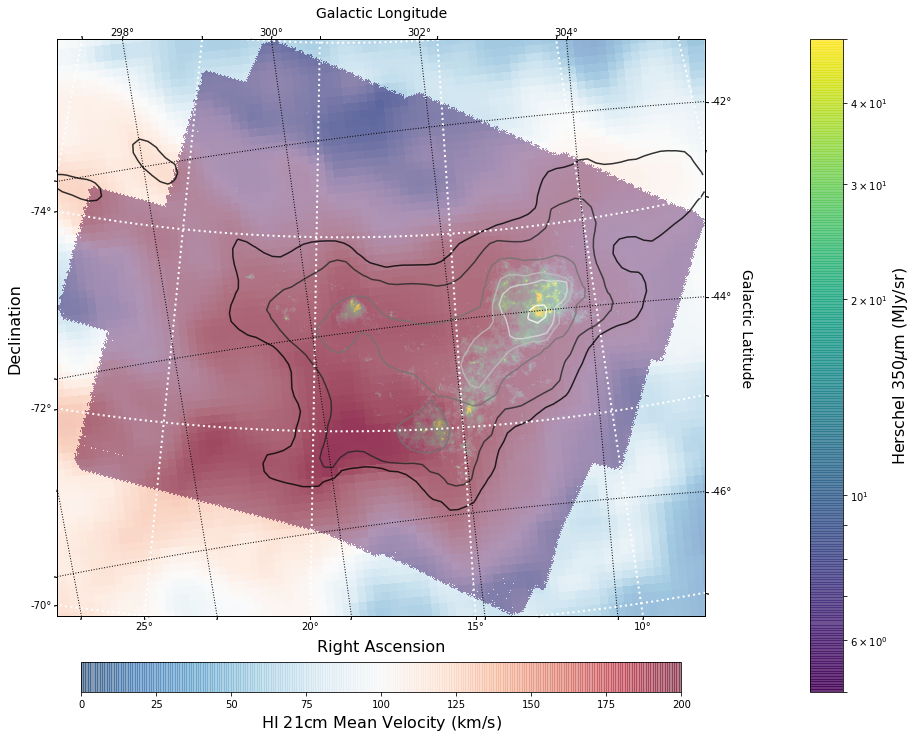 Galactic Longitude
298° 300° 302° 304°
-42°
-74°
-44°
-72°
-46°
-70°
Declination
Galactic Latitude
25° 20° 15° 10°
Right Ascension
0 25 50 75 100 125 150 175 200
HI 21cm Mean Velocity (km/s)
4 × 10¹
3 × 10¹
2 × 10¹
10¹
6 × 10⁰
Herschel 350μm (MJy/sr)